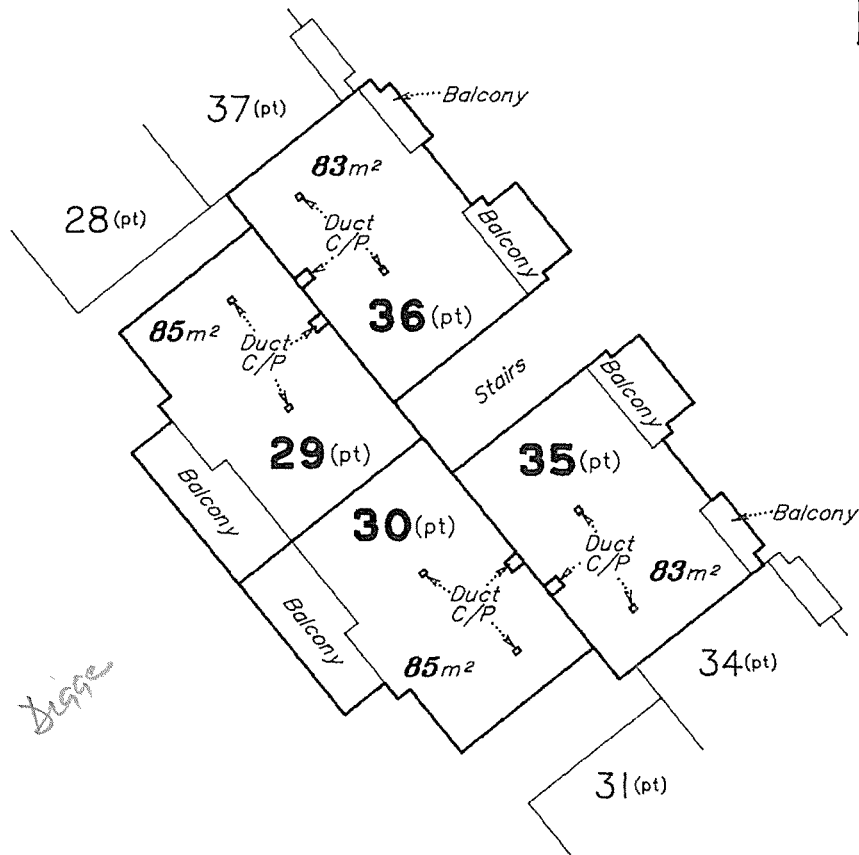 Balcony
37(pt)
83m²
28(pt)
Duct
C/P
Balcony
36(pt)
85m²
Duct
C/P
Stairs
Balcony
29(pt)
35(pt)
Balcony
30(pt)
Balcony
Duct
C/P
83m²
Duct
C/P
Balcony
85m²
34(pt)
31(pt)